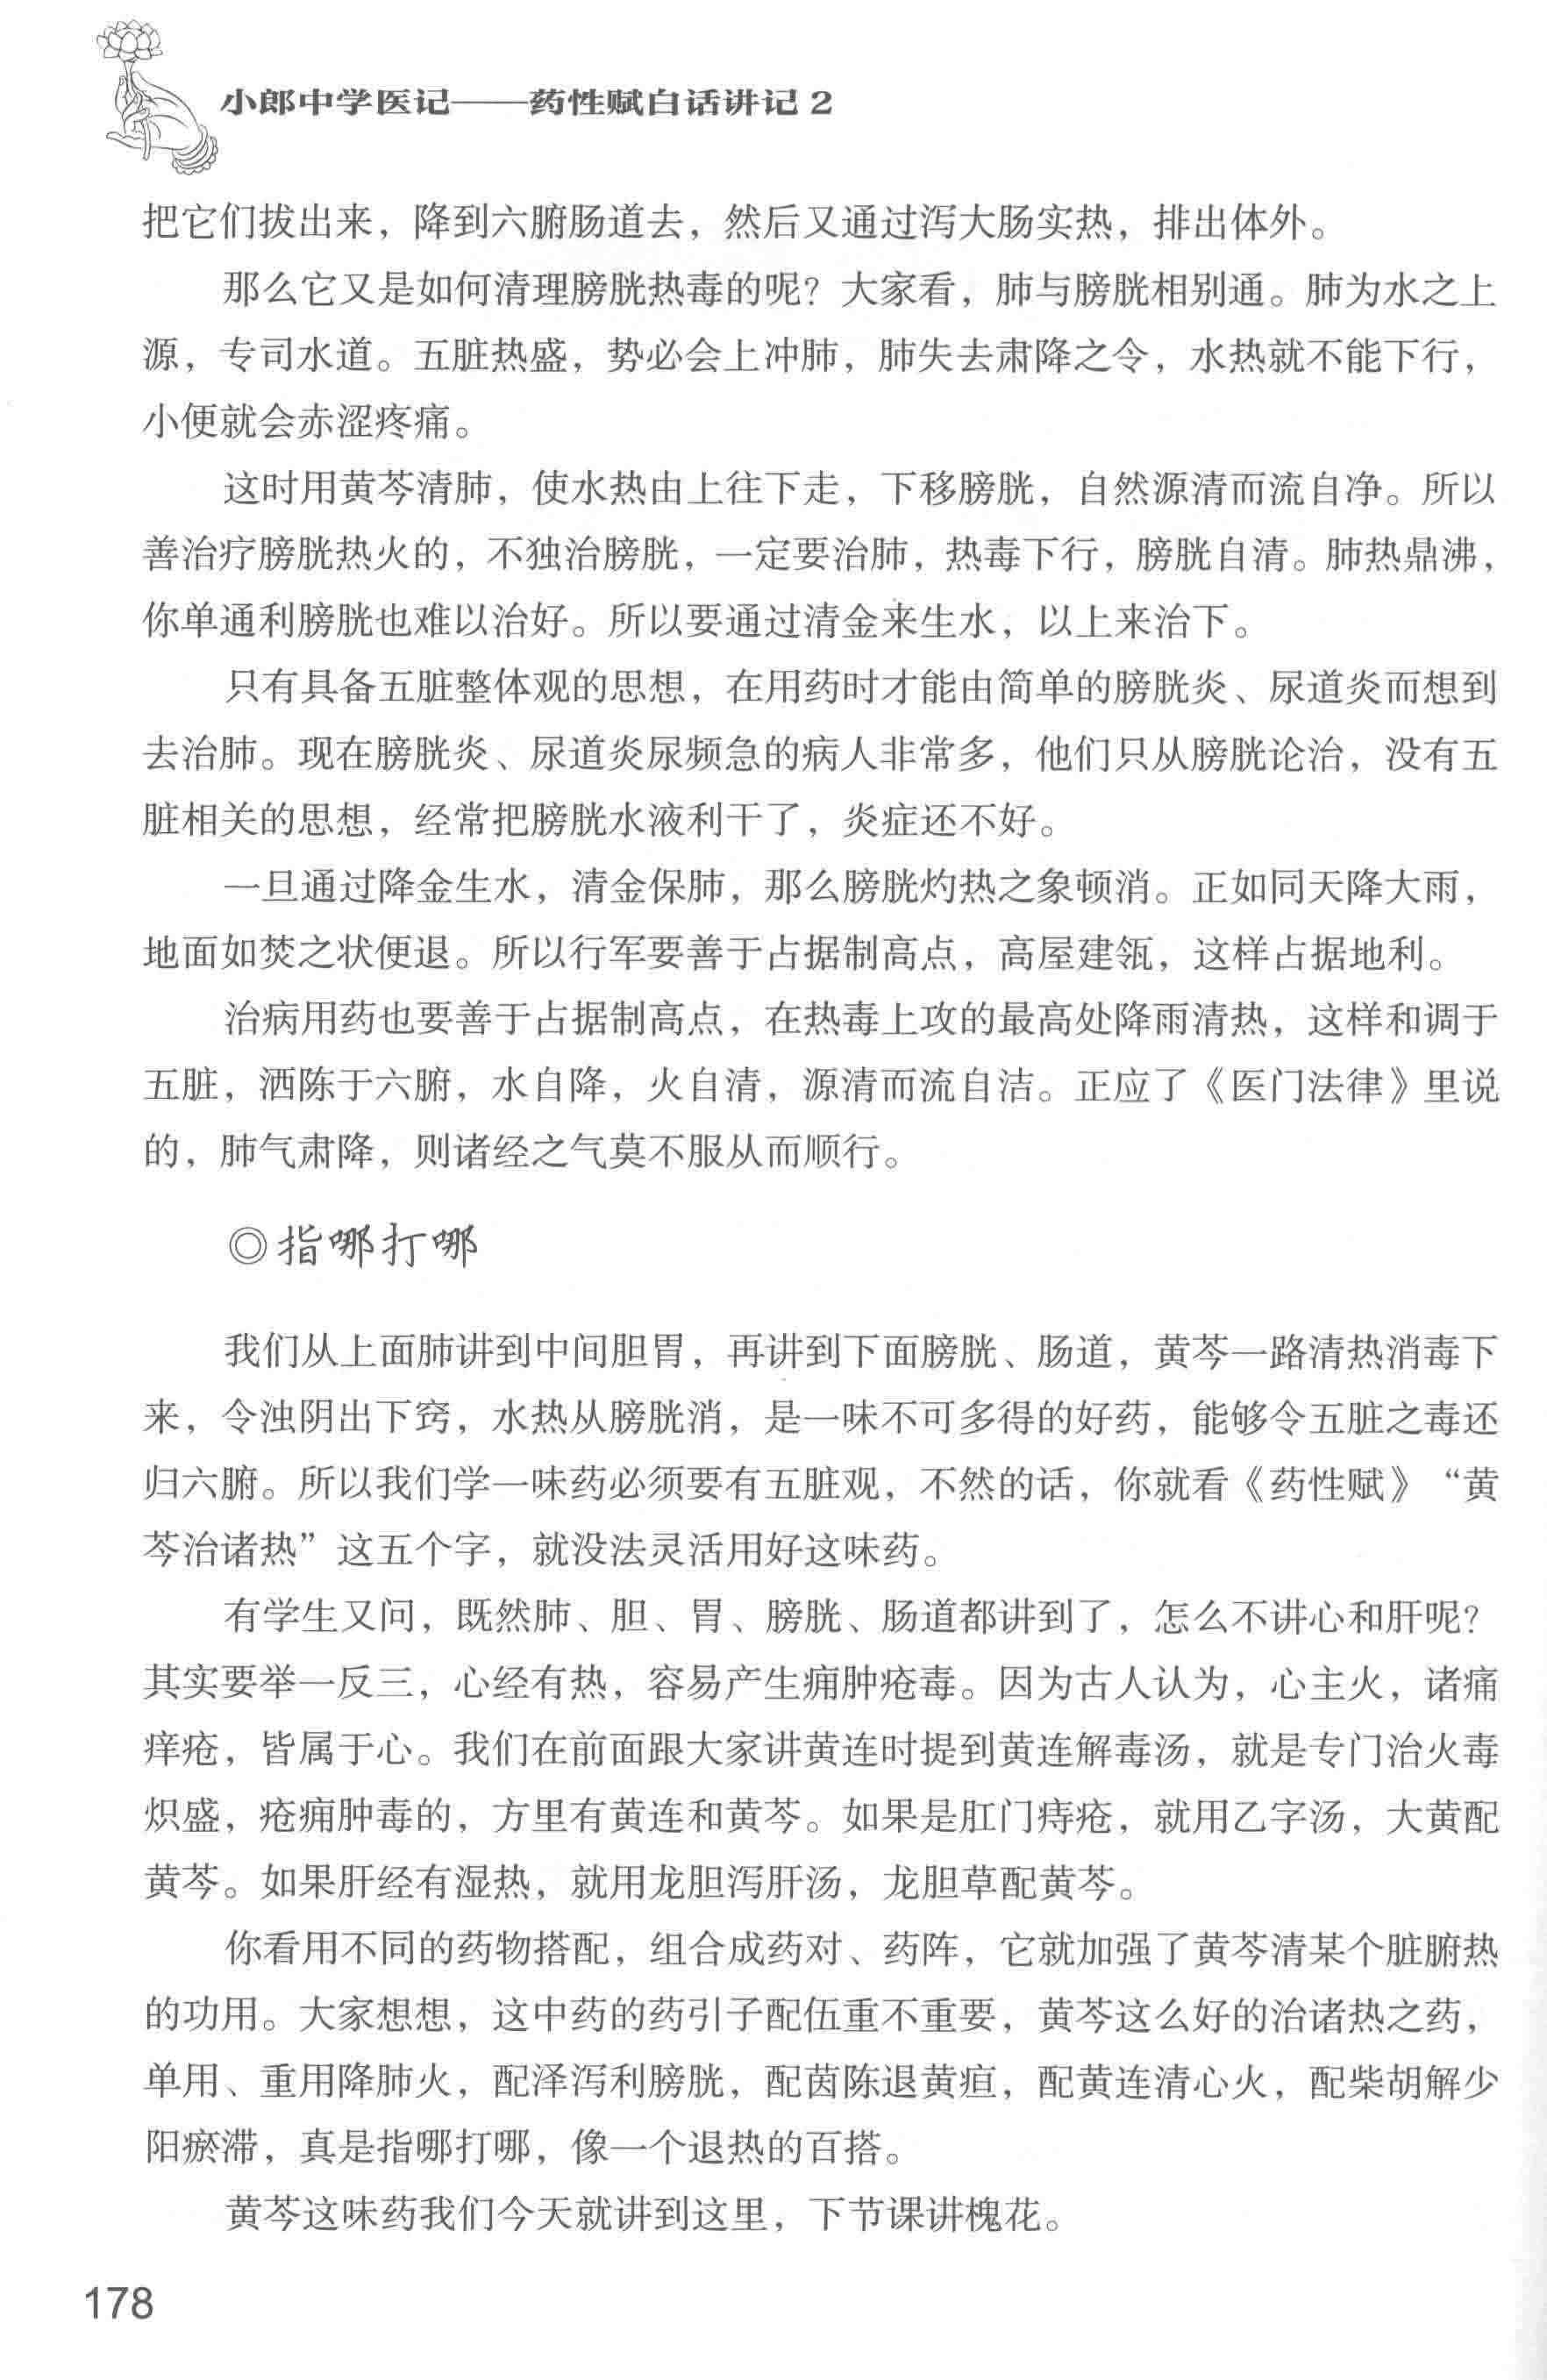 小郎中学医记——药性赋白话讲记 2
把它们拔出来，降到六腑肠道去，然后又通过泻大肠实热，排出体外。
那么它又是如何清理膀胱热毒的呢？大家看，肺与膀胱相别通。肺为水之上
源，专司水道。五脏热盛，势必会上冲肺，肺失去肃降之令，水热就不能下行，
小便就会赤涩疼痛。
这时用黄芩清肺，使水热由上往下走，下移膀胱，自然源清而流自净。所以
善治疗膀胱热火的，不独治膀胱，一定要治肺，热毒下行，膀胱自清。肺热鼎沸，
你单通利膀胱也难以治好。所以要通过清金来生水，以上来治下。
只有具备五脏整体观的思想，在用药时才能由简单的膀胱炎、尿道炎而想到
去治肺。现在膀胱炎、尿道炎尿频急的病人非常多，他们只从膀胱论治，没有五
脏相关的思想，经常把膀胱水液利干了，炎症还不好。
一旦通过降金生水，清金保肺，那么膀胱灼热之象顿消。正如同天降大雨，
地面如焚之状便退。所以行军要善于占据制高点，高屋建瓴，这样占据地利。
治病用药也要善于占据制高点，在热毒上攻的最高处降雨清热，这样和调于
五脏，洒陈于六腑，水自降，火自清，源清而流自洁。正应了《医门法律》里说
的，肺气肃降，则诸经之气莫不服从而顺行。
◎指哪打哪
我们从上面肺讲到中间胆胃，再讲到下面膀胱、肠道，黄芩一路清热消毒下
来，令浊阴出下窍，水热从膀胱消，是一味不可多得的好药，能够令五脏之毒还
归六腑。所以我们学一味药必须要有五脏观，不然的话，你就看《药性赋》“黄
芩治诸热”这五个字，就没法灵活用好这味药。
有学生又问，既然肺、胆、胃、膀胱、肠道都讲到了，怎么不讲心和肝呢？
其实要举一反三，心经有热，容易产生痈肿疮毒。因为古人认为，心主火，诸痛
痒疮，皆属于心。我们在前面跟大家讲黄连时提到黄连解毒汤，就是专门治火毒
炽盛，疮痈肿毒的，方里有黄连和黄芩。如果是肛门痔疮，就用乙字汤，大黄配
黄芩。如果肝经有湿热，就用龙胆泻肝汤，龙胆草配黄芩。
你看用不同的药物搭配，组合成药对、药阵，它就加强了黄芩清某个脏腑热
的功用。大家想想，这中药的药引子配伍重不重要，黄芩这么好的治诸热之药，
单用、重用降肺火，配泽泻利膀胱，配茵陈退黄疸，配黄连清心火，配柴胡解少
阳瘀滞，真是指哪打哪，像一个退热的百搭。
黄芩这味药我们今天就讲到这里，下节课讲槐花。
178